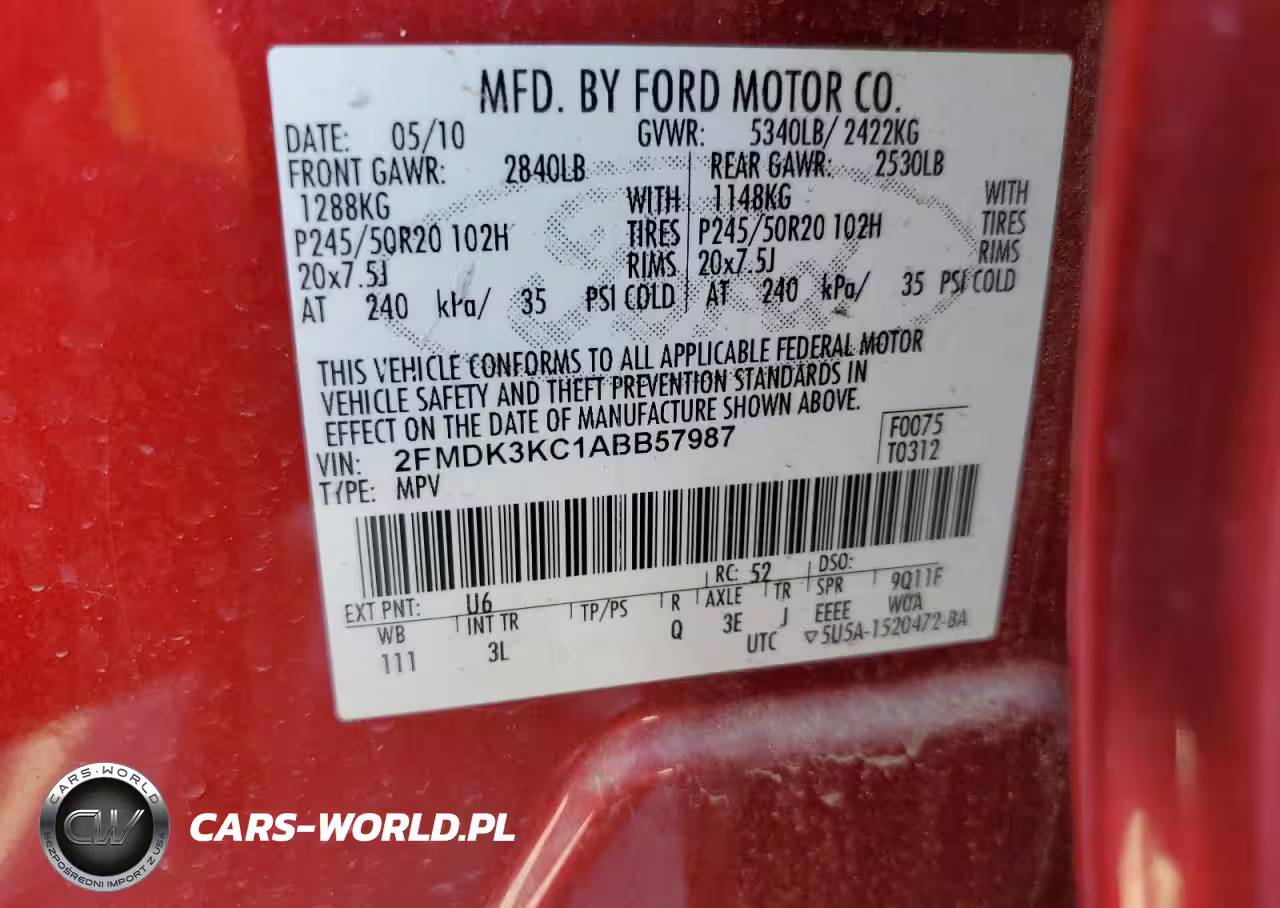 MFD. BY FORD MOTOR CO.
DATE: 05/10 GVWR: 5340LB/ 2422KG
FRONT GAWR: 2840LB REAR GAWR: 2530LB
1288KG WITH 1148KG WITH
P245/50R20 102H TIRES P245/50R20 102H TIRES
20x7.5J RIMS 20x7.5J RIMS
AT 240 kPa/ 35 PSI COLD AT 240 kPa/ 35 PSI COLD
THIS VEHICLE CONFORMS TO ALL APPLICABLE FEDERAL MOTOR
VEHICLE SAFETY AND THEFT PREVENTION STANDARDS IN
EFFECT ON THE DATE OF MANUFACTURE SHOWN ABOVE.
VIN: 2FMDK3KC1ABB57987 F0075
TYPE: MPV T0312
RC: 52 DSO:
EXT PNT: U6 9Q11F
WB INT TR TP/PS R AXLE TR SPR WOA
111 3L Q 3E J EEEE
UTC ▽5U5A-1520472-BA
CARS-WORLD
CW
BEZPOŚREDNI IMPORT Z USA
CARS-WORLD.PL